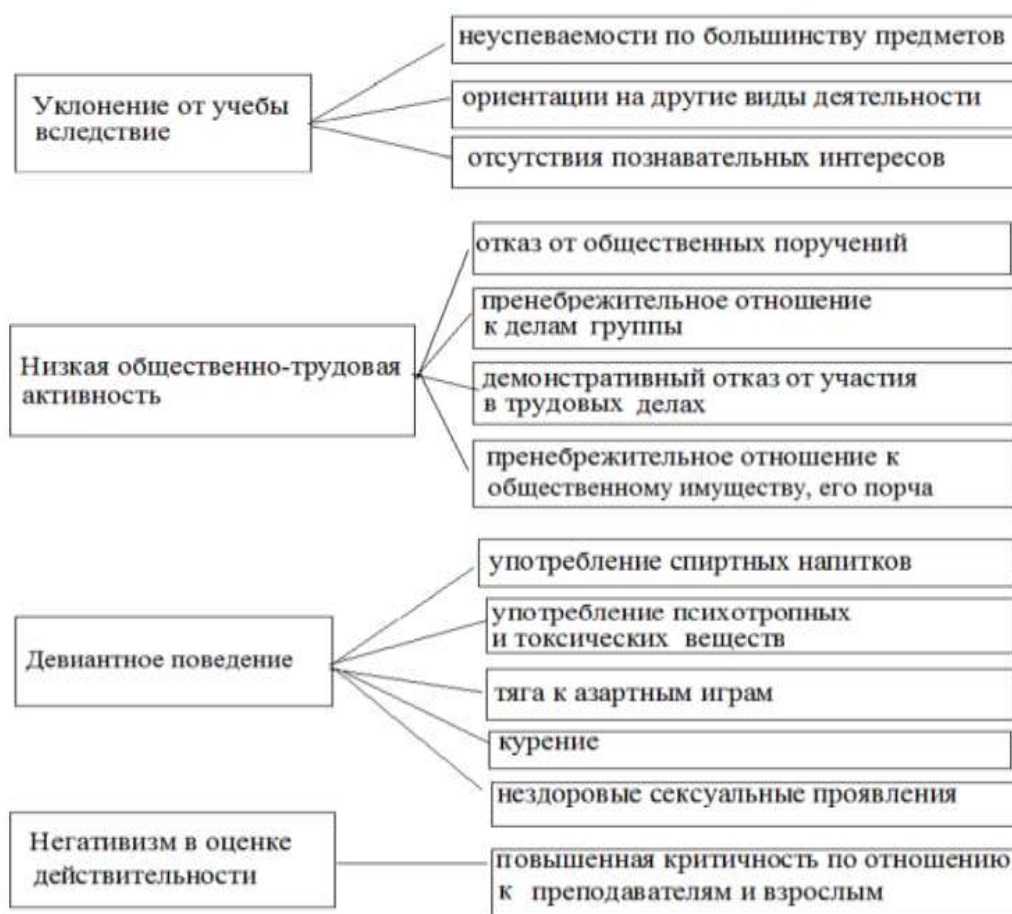 Уклонение от учебы
вследствие
неуспеваемости по большинству предметов
ориентации на другие виды деятельности
отсутствия познавательных интересов
Низкая общественно-трудовая
активность
отказ от общественных поручений
пренебрежительное отношение
к делам группы
демонстративный отказ от участия
в трудовых делах
пренебрежительное отношение к
общественному имуществу, его порча
Девиантное поведение
употребление спиртных напитков
употребление психотропных
и токсических веществ
тяга к азартным играм
курение
нездоровые сексуальные проявления
Негативизм в оценке
действительности
повышенная критичность по отношению
к преподавателям и взрослым